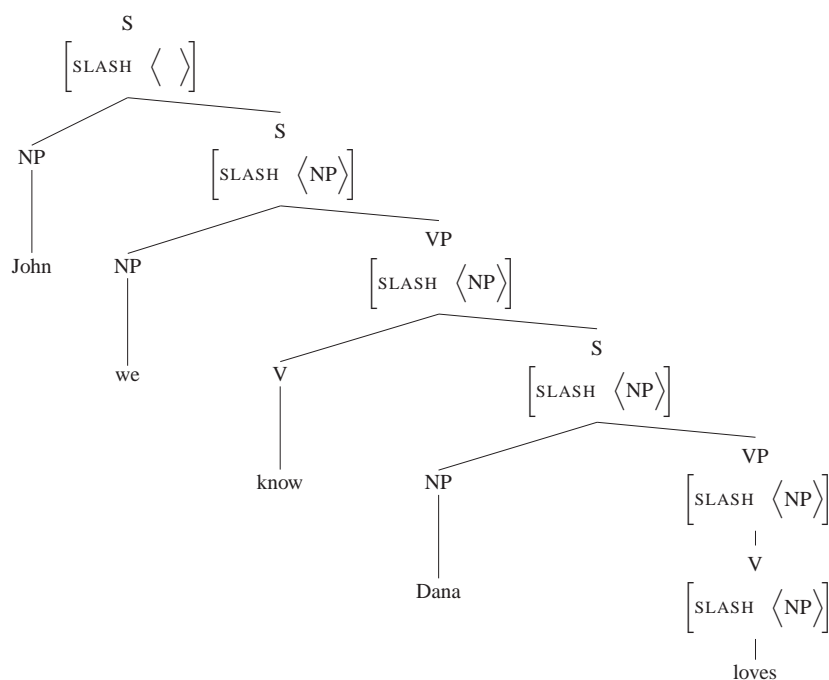 S
[SLASH ⟨ ⟩]
S
NP
[SLASH ⟨NP⟩]
John
NP
VP
[SLASH ⟨NP⟩]
we
V
S
[SLASH ⟨NP⟩]
know
NP
VP
[SLASH ⟨NP⟩]
V
Dana
[SLASH ⟨NP⟩]
loves